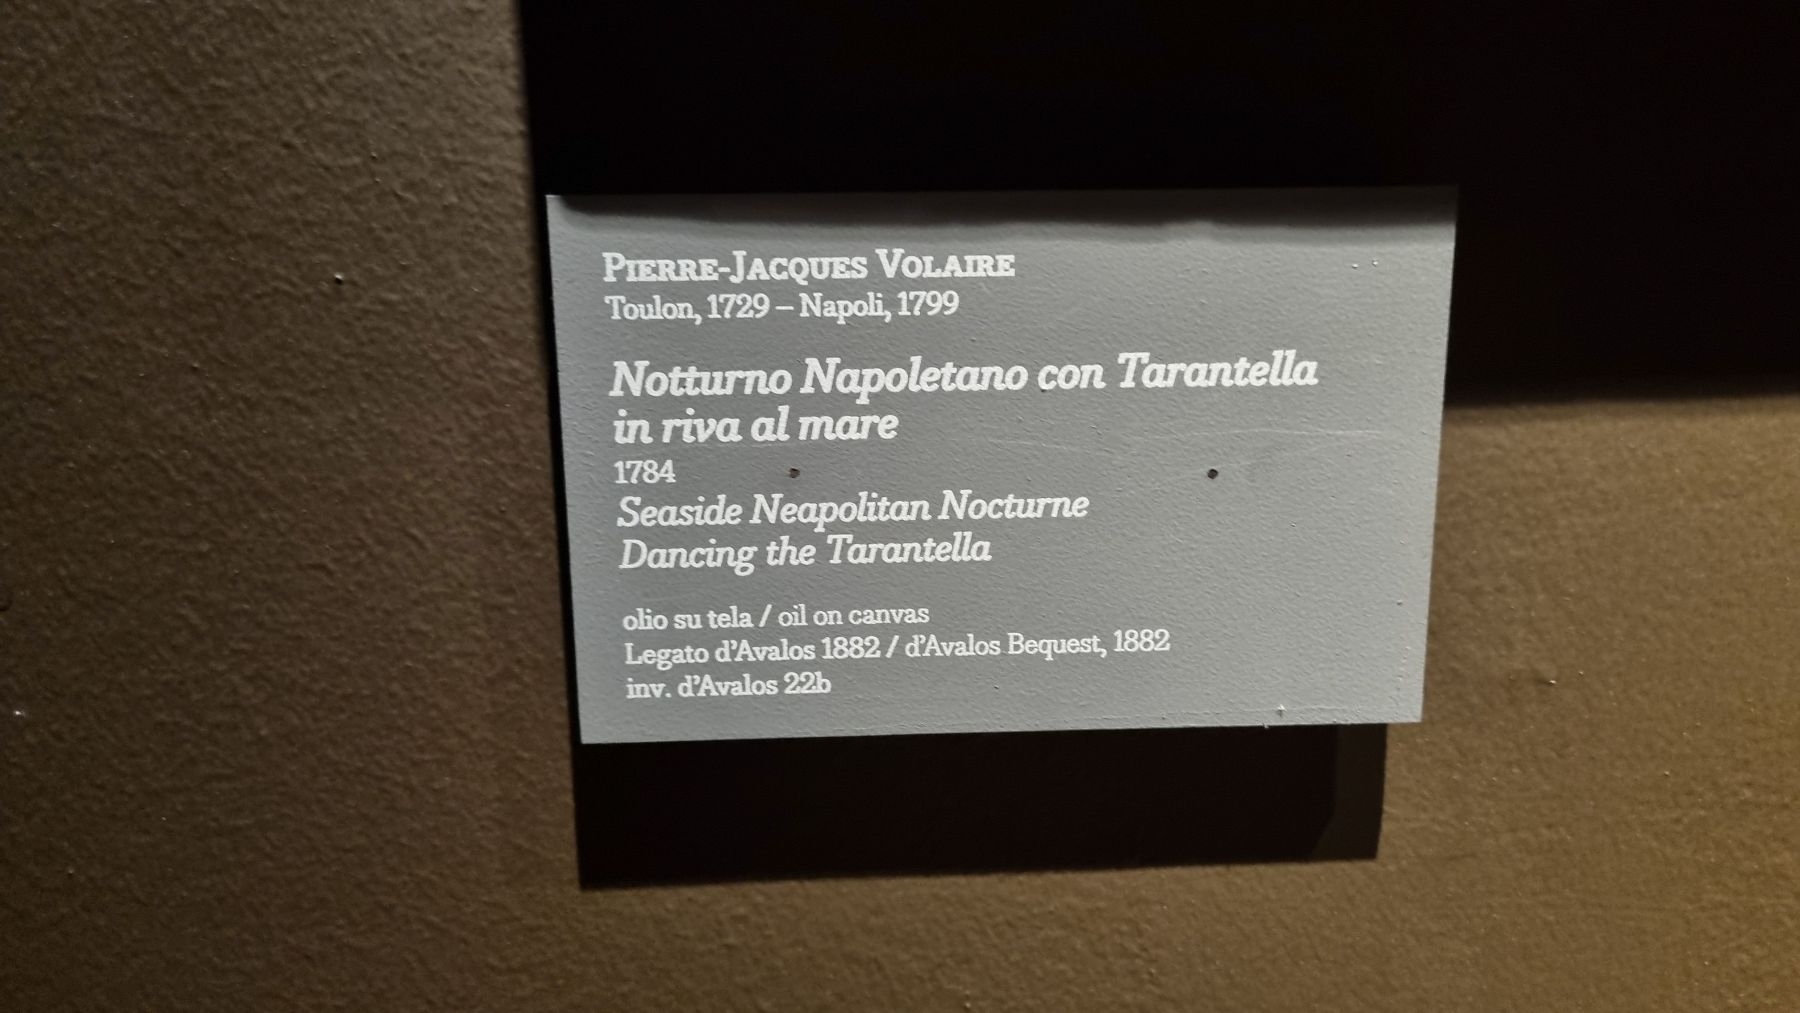 PIERRE-JACQUES VOLAIRE
Toulon, 1729 – Napoli, 1799
Notturno Napoletano con Tarantella
in riva al mare
1784
Seaside Neapolitan Nocturne
Dancing the Tarantella
olio su tela / oil on canvas
Legato d'Avalos 1882 / d'Avalos Bequest, 1882
inv. d'Avalos 22b